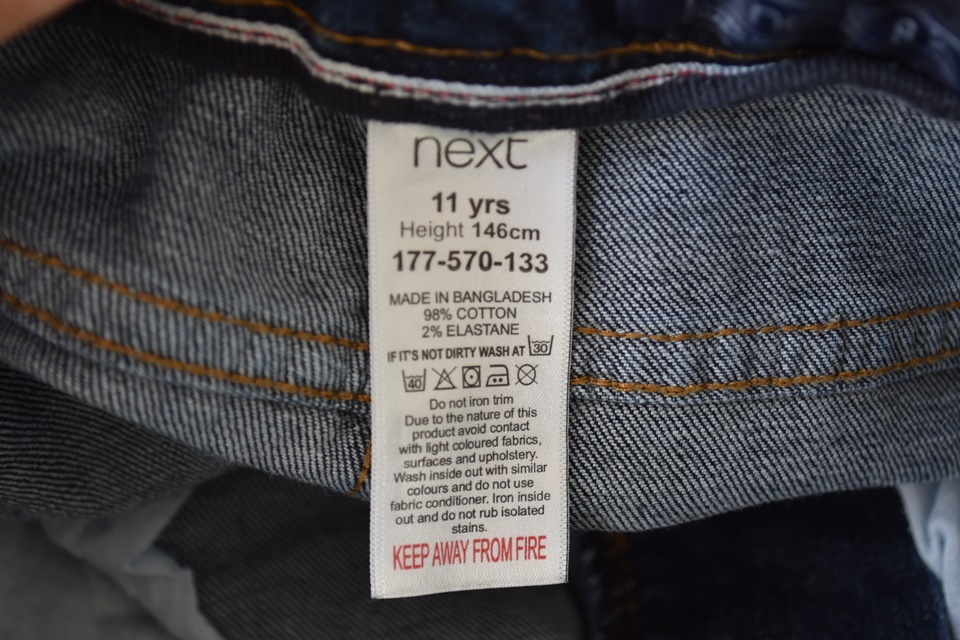 next
11 yrs
Height 146cm
177-570-133
MADE IN BANGLADESH
98% COTTON
2% ELASTANE
IF IT'S NOT DIRTY WASH AT 30
40
Do not iron trim
Due to the nature of this
product avoid contact
with light coloured fabrics,
surfaces and upholstery.
Wash inside out with similar
colours and do not use
fabric conditioner. Iron inside
out and do not rub isolated
stains.
KEEP AWAY FROM FIRE